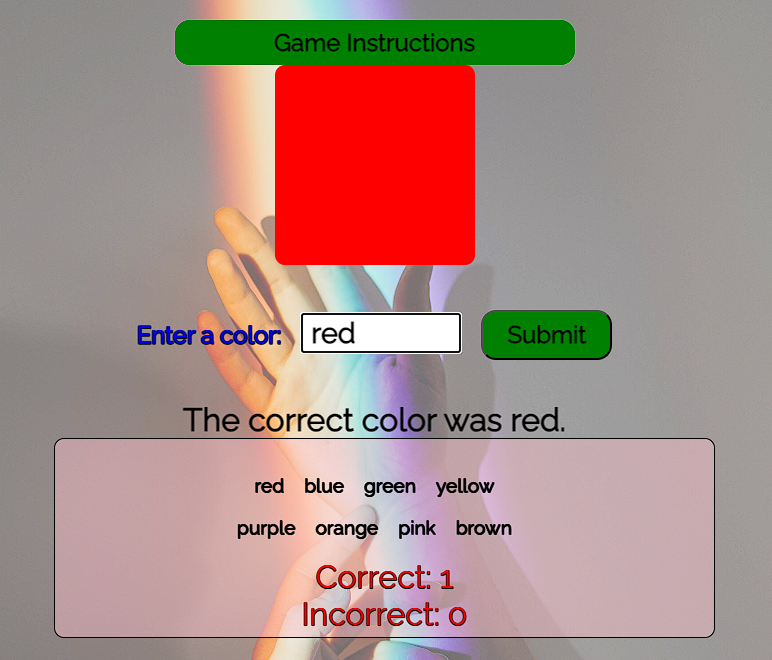 Game Instructions
Enter a color: red Submit
The correct color was red.
red blue green yellow
purple orange pink brown
Correct: 1
Incorrect: 0